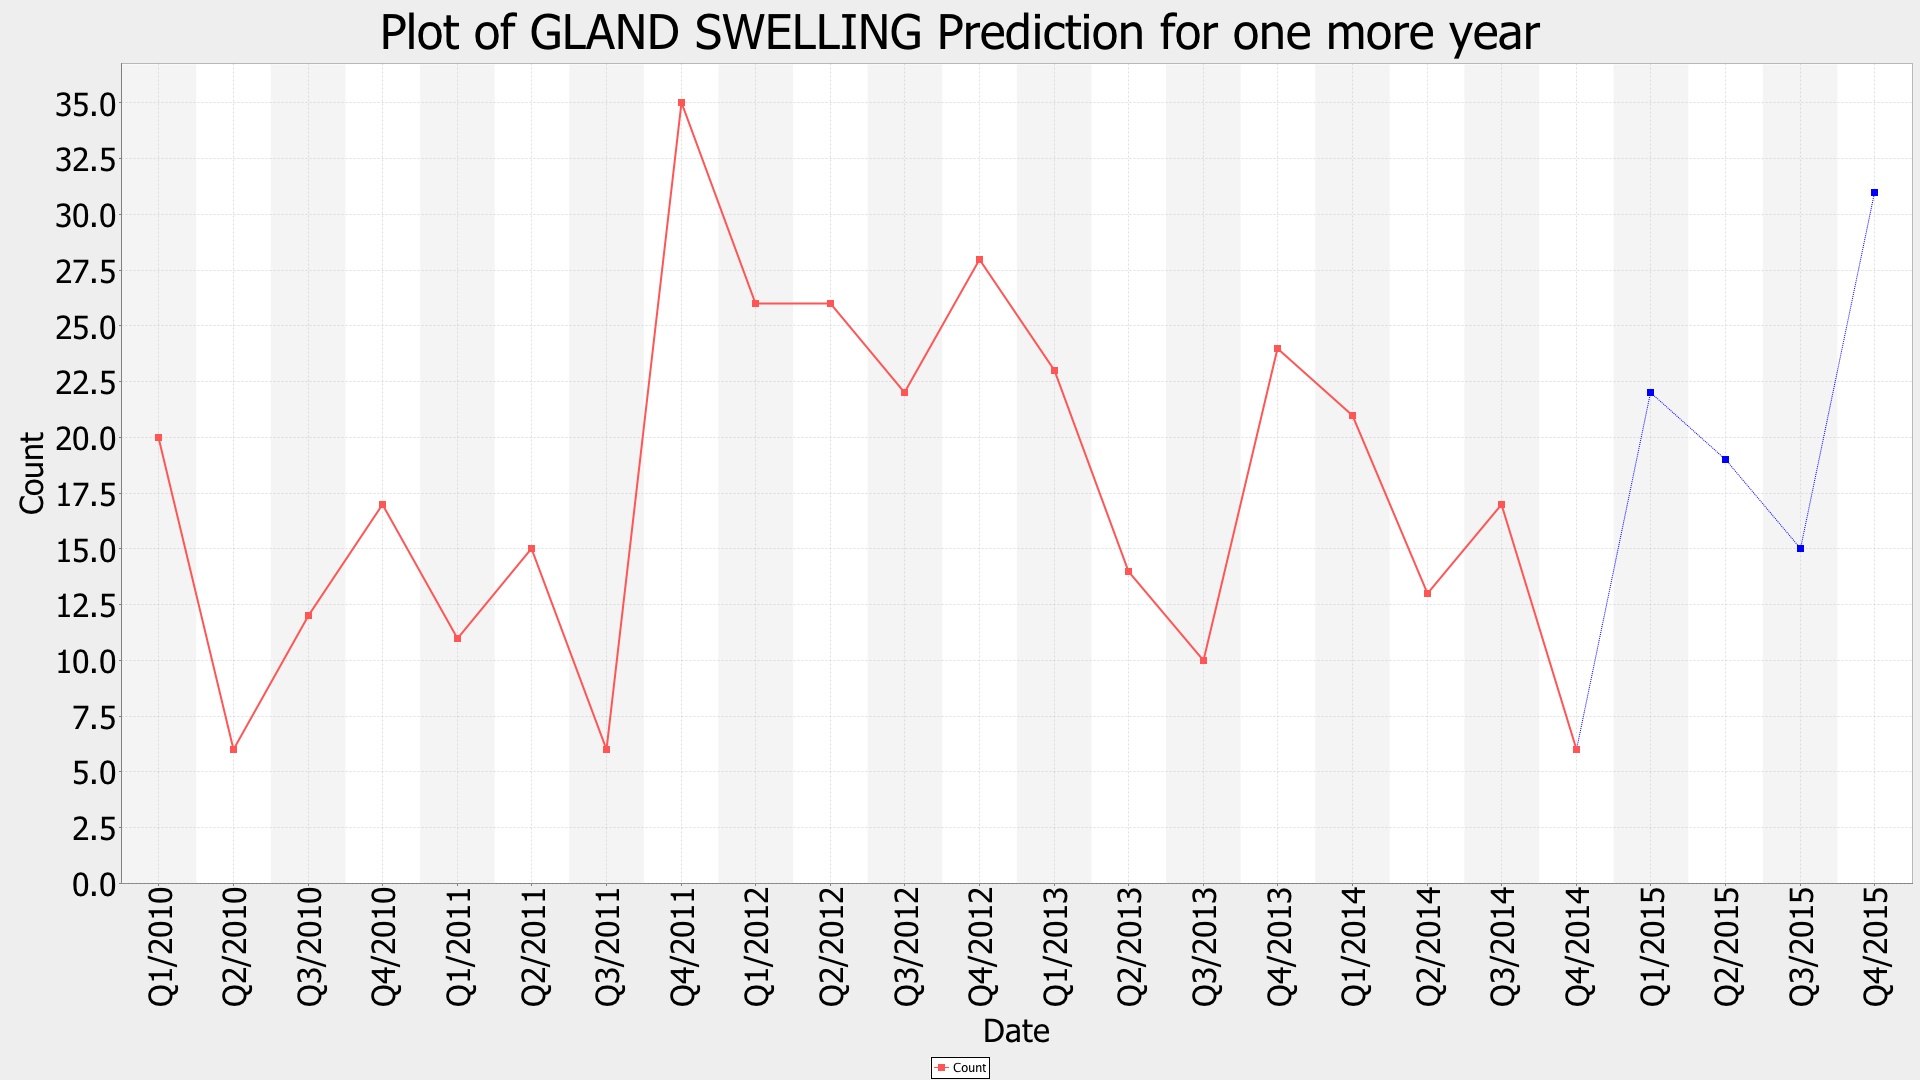 Plot of GLAND SWELLING Prediction for one more year
Count
35.0
32.5
30.0
27.5
25.0
22.5
20.0
17.5
15.0
12.5
10.0
7.5
5.0
2.5
0.0
Q1/2010
Q2/2010
Q3/2010
Q4/2010
Q1/2011
Q2/2011
Q3/2011
Q4/2011
Q1/2012
Q2/2012
Q3/2012
Q4/2012
Q1/2013
Q2/2013
Q3/2013
Q4/2013
Q1/2014
Q2/2014
Q3/2014
Q4/2014
Q1/2015
Q2/2015
Q3/2015
Q4/2015
Date
Count